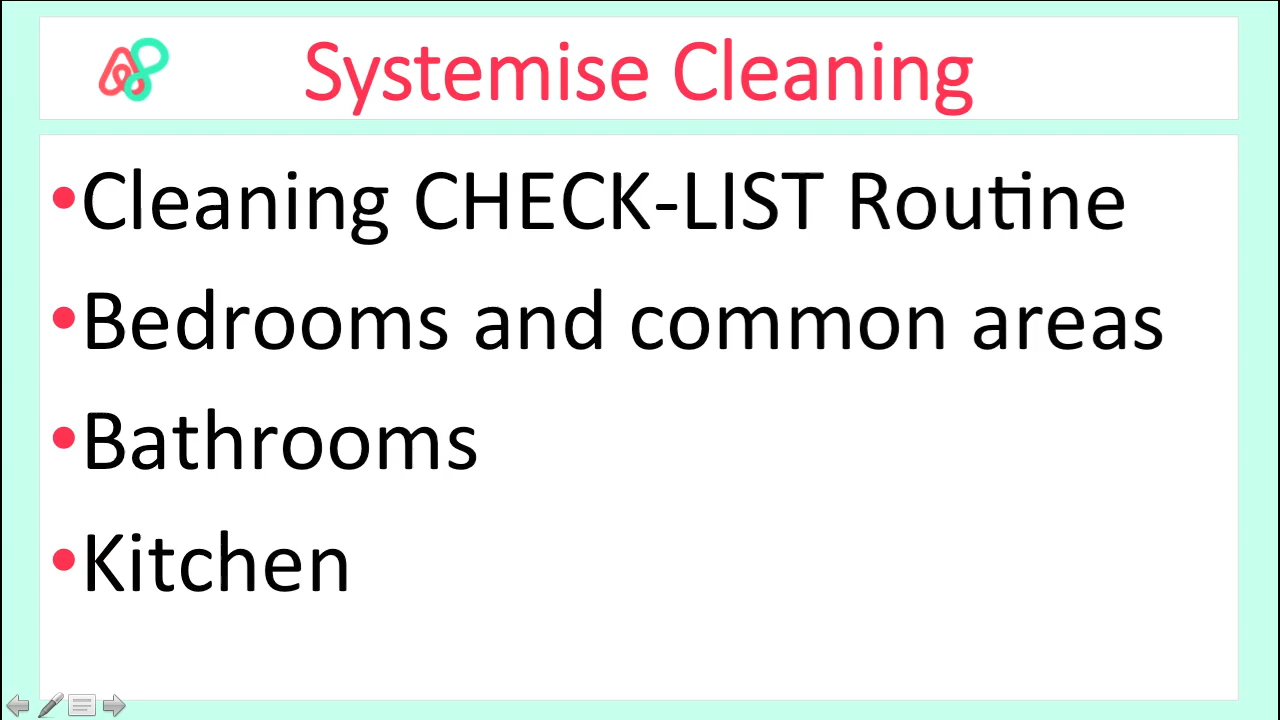 Systemise Cleaning
•Cleaning CHECK-LIST Routine
•Bedrooms and common areas
•Bathrooms
•Kitchen